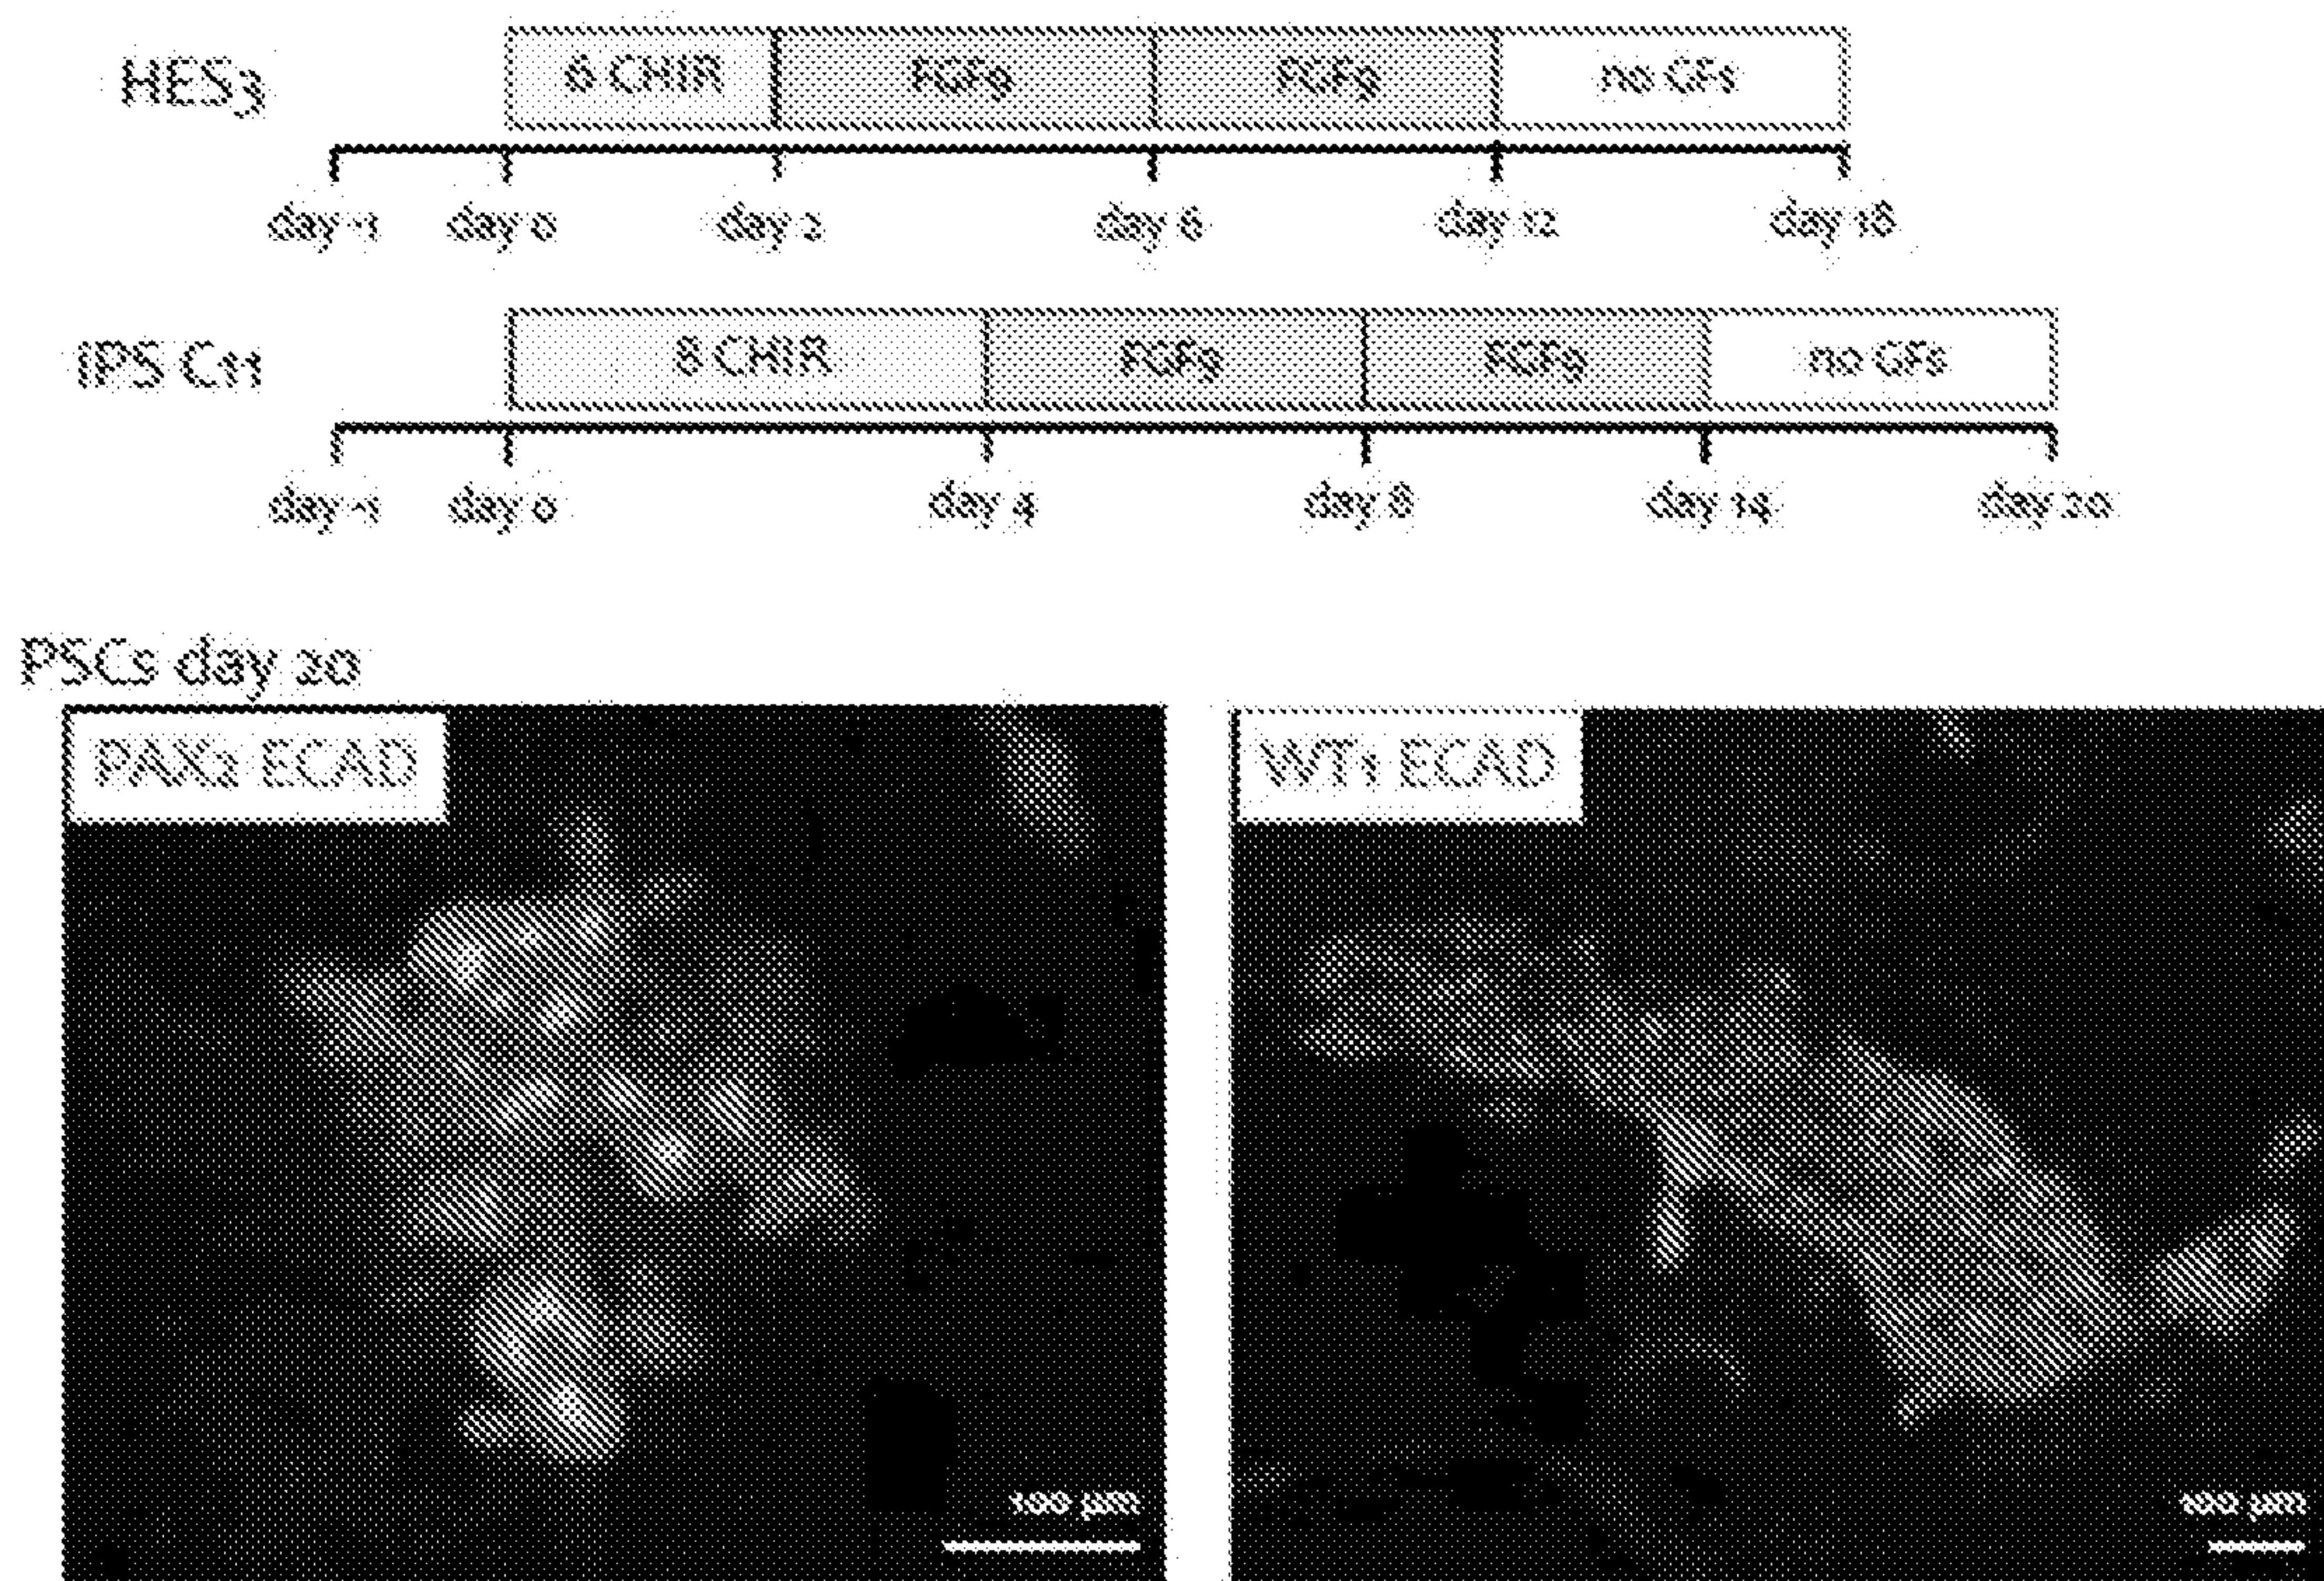 HES3
6 CHIR FGF9 FGF9 no GFs
day -1 day 0 day 2 day 6 day 12 day 18
iPS C11
8 CHIR FGF9 FGF9 no GFs
day -1 day 0 day 4 day 8 day 14 day 20
PSCs day 20
PAX2 ECAD
WT1 ECAD
100 µm
100 µm